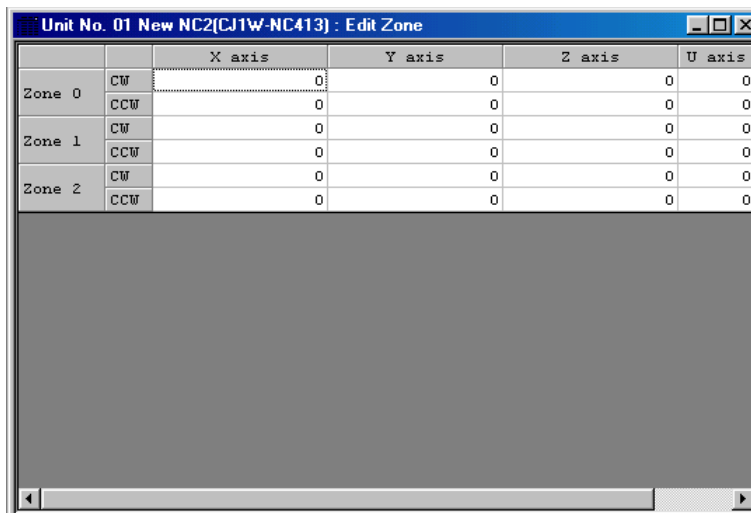 Unit No. 01 New NC2(CJ1W-NC413) : Edit Zone
X axis Y axis Z axis U axis
Zone 0 CW 0 0 0 0
CCW 0 0 0 0
Zone 1 CW 0 0 0 0
CCW 0 0 0 0
Zone 2 CW 0 0 0 0
CCW 0 0 0 0